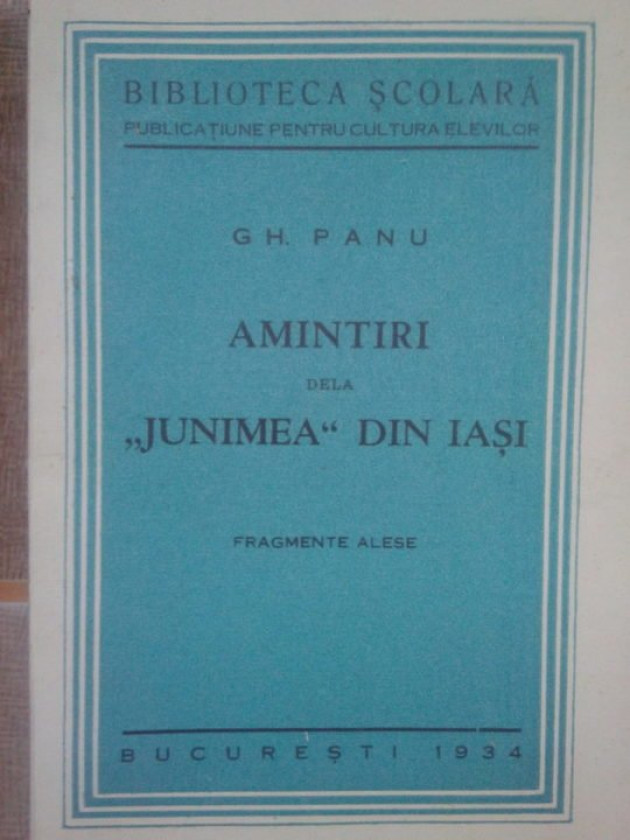 BIBLIOTECA ŞCOLARĂ
PUBLICAŢIUNE PENTRU CULTURA ELEVILOR
GH. PANU
AMINTIRI
DELA
„JUNIMEA“ DIN IAŞI
FRAGMENTE ALESE
BUCUREŞTI 1934